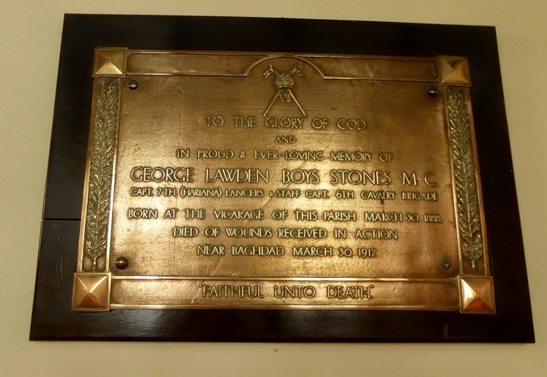 TO THE GLORY OF GOD
AND
IN PROUD & EVER-LOVING MEMORY OF
GEORGE LAWDEN BOYS STONES M.C.
CAPT. 7TH (HARIANA) LANCERS & STAFF CAPT. 6TH CAVALRY BRIGADE
BORN AT THE VICARAGE OF THIS PARISH MARCH 30 1888
DIED OF WOUNDS RECEIVED IN ACTION
NEAR BAGHDAD MARCH 30 1917
"FAITHFUL UNTO DEATH."